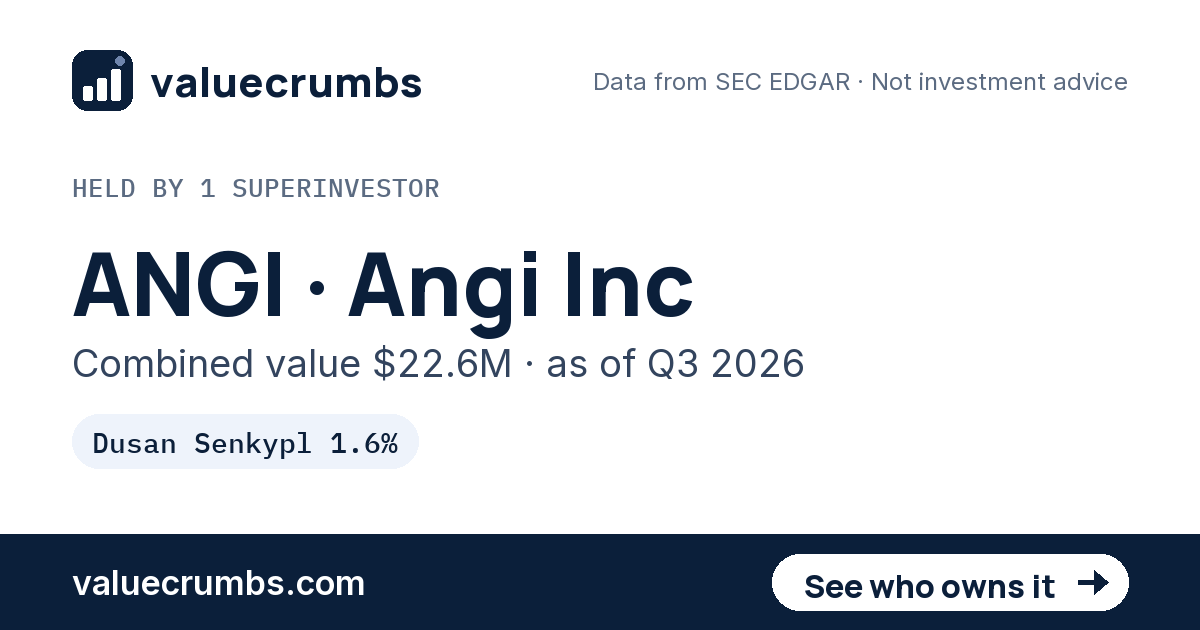 valuecrumbs
Data from SEC EDGAR · Not investment advice
HELD BY 1 SUPERINVESTOR
ANGI · Angi Inc
Combined value $22.6M · as of Q3 2026
Dusan Senkypl 1.6%
valuecrumbs.com
See who owns it →